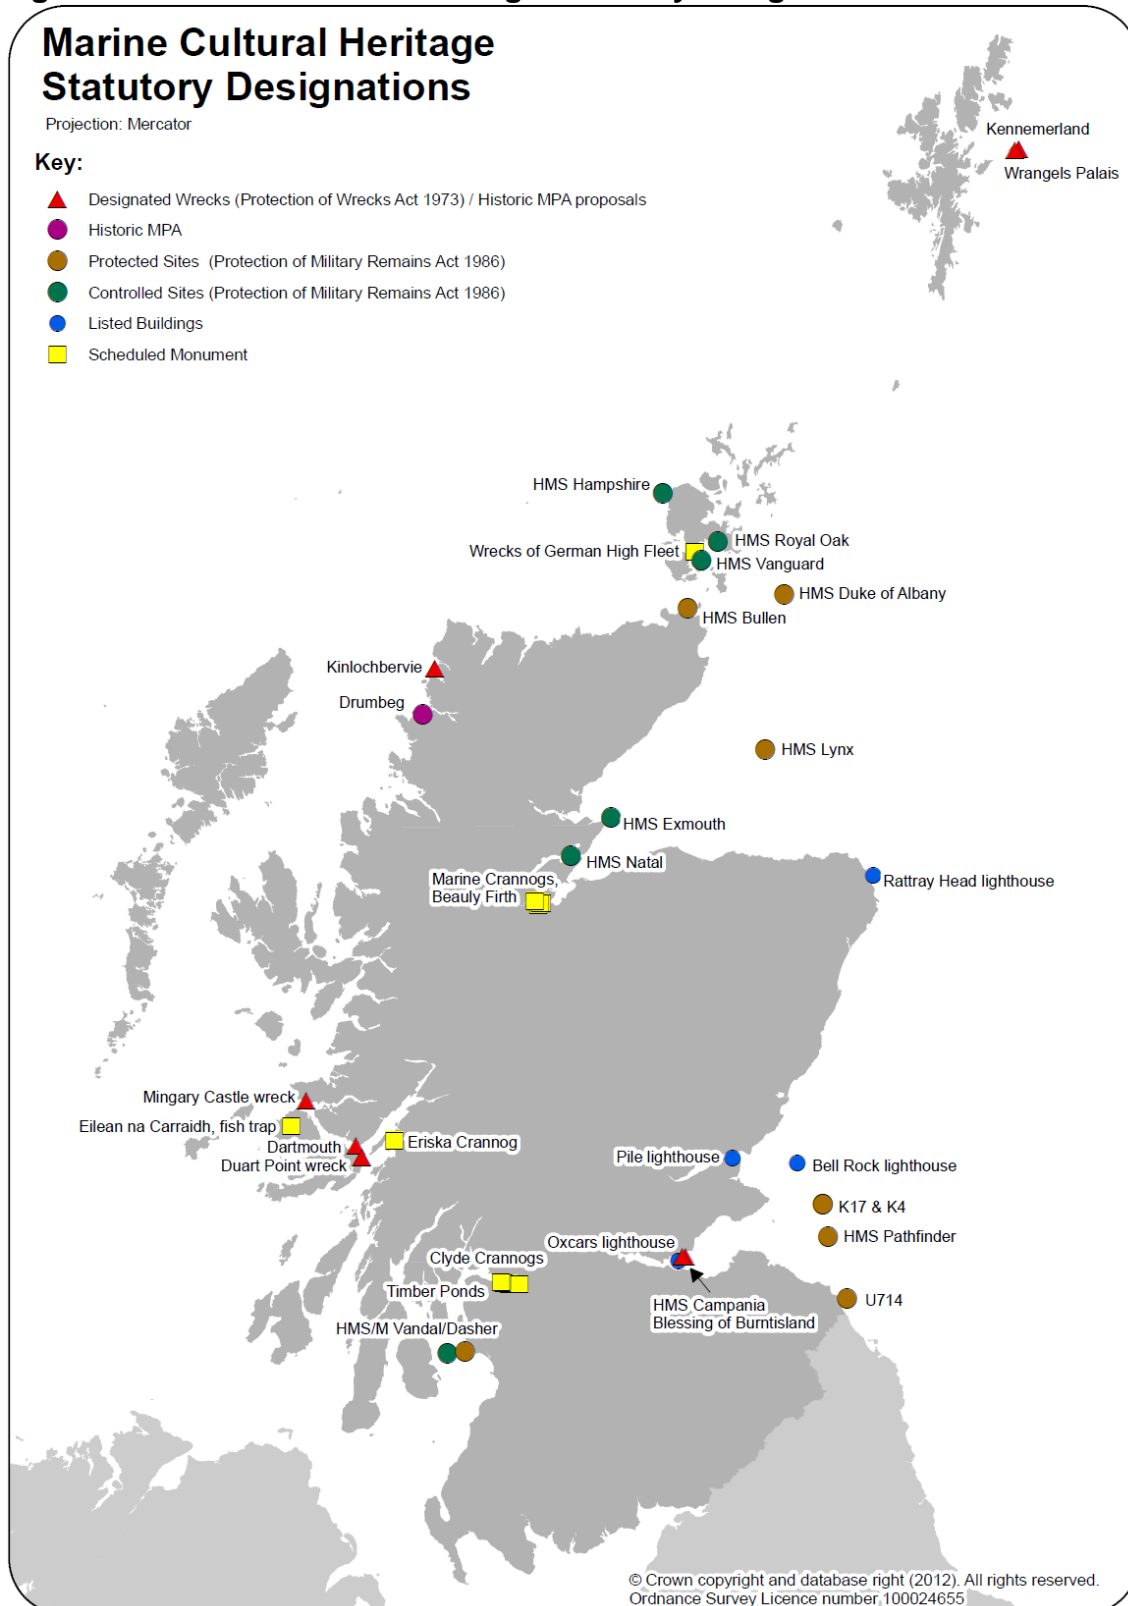 Marine Cultural Heritage
Statutory Designations
Projection: Mercator
Key:
Designated Wrecks (Protection of Wrecks Act 1973) / Historic MPA proposals
Historic MPA
Protected Sites (Protection of Military Remains Act 1986)
Controlled Sites (Protection of Military Remains Act 1986)
Listed Buildings
Scheduled Monument
Kennemerland
Wrangels Palais
HMS Hampshire
HMS Royal Oak
Wrecks of German High Fleet
HMS Vanguard
HMS Duke of Albany
HMS Bullen
Kinlochbervie
Drumbeg
HMS Lynx
HMS Exmouth
HMS Natal
Marine Crannogs,
Beauly Firth
Rattray Head lighthouse
Mingary Castle wreck
Eilean na Carraidh, fish trap
Dartmouth
Eriska Crannog
Duart Point wreck
Pile lighthouse
Bell Rock lighthouse
K17 & K4
HMS Pathfinder
Oxcars lighthouse
Clyde Crannogs
Timber Ponds
HMS Campania
Blessing of Burntisland
U714
HMS/M Vandal/Dasher
© Crown copyright and database right (2012). All rights reserved.
Ordnance Survey Licence number 100024655